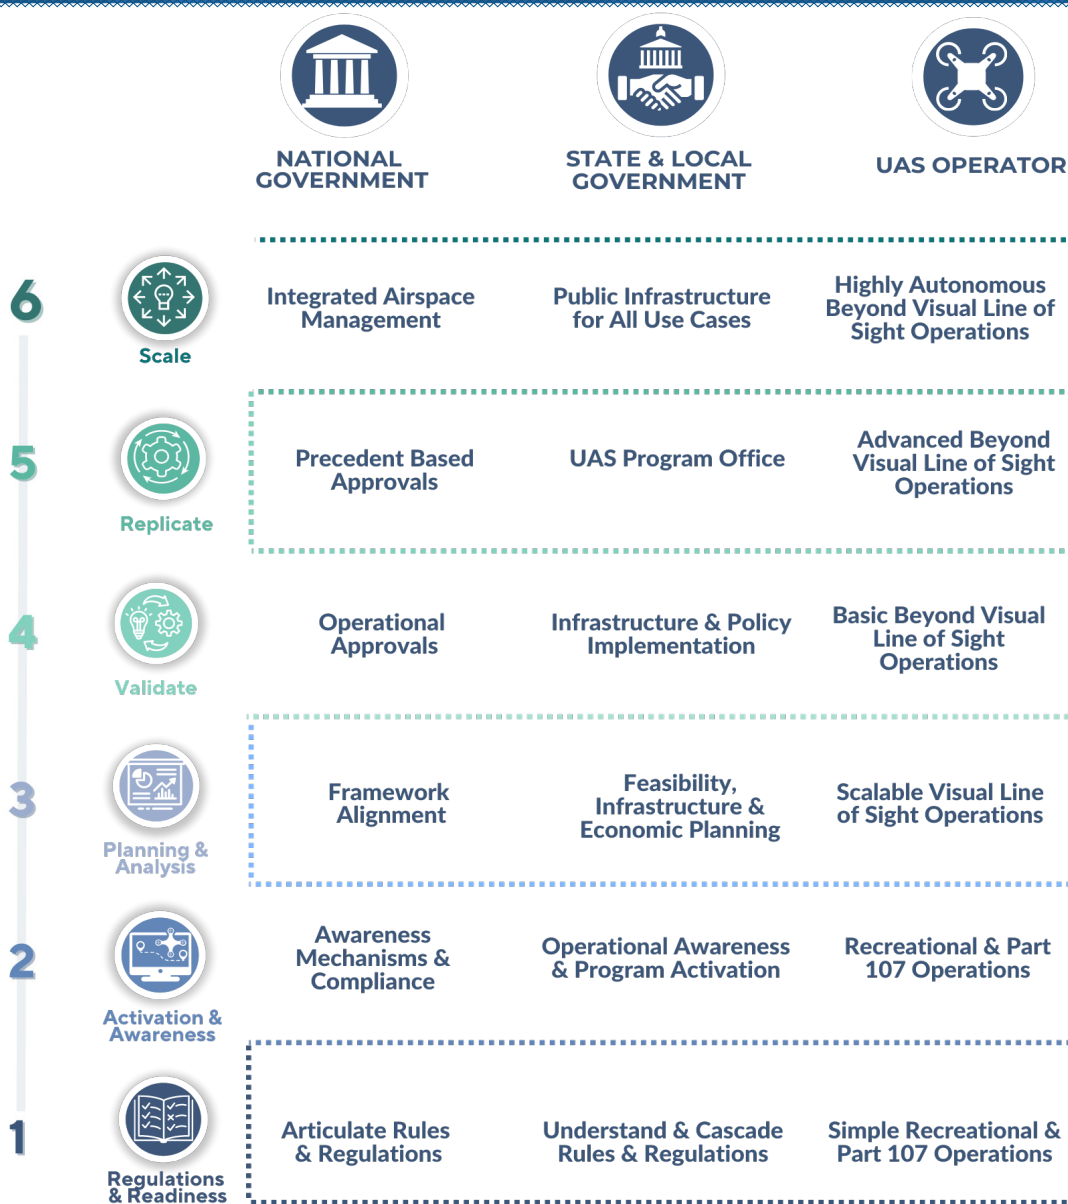 NATIONAL
GOVERNMENT
STATE & LOCAL
GOVERNMENT
UAS OPERATOR
6
Scale
Integrated Airspace
Management
Public Infrastructure
for All Use Cases
Highly Autonomous
Beyond Visual Line of
Sight Operations
5
Replicate
Precedent Based
Approvals
UAS Program Office
Advanced Beyond
Visual Line of Sight
Operations
4
Validate
Operational
Approvals
Infrastructure & Policy
Implementation
Basic Beyond Visual
Line of Sight
Operations
3
Planning &
Analysis
Framework
Alignment
Feasibility,
Infrastructure &
Economic Planning
Scalable Visual Line
of Sight Operations
2
Activation &
Awareness
Awareness
Mechanisms &
Compliance
Operational Awareness
& Program Activation
Recreational & Part
107 Operations
1
Regulations
& Readiness
Articulate Rules
& Regulations
Understand & Cascade
Rules & Regulations
Simple Recreational &
Part 107 Operations